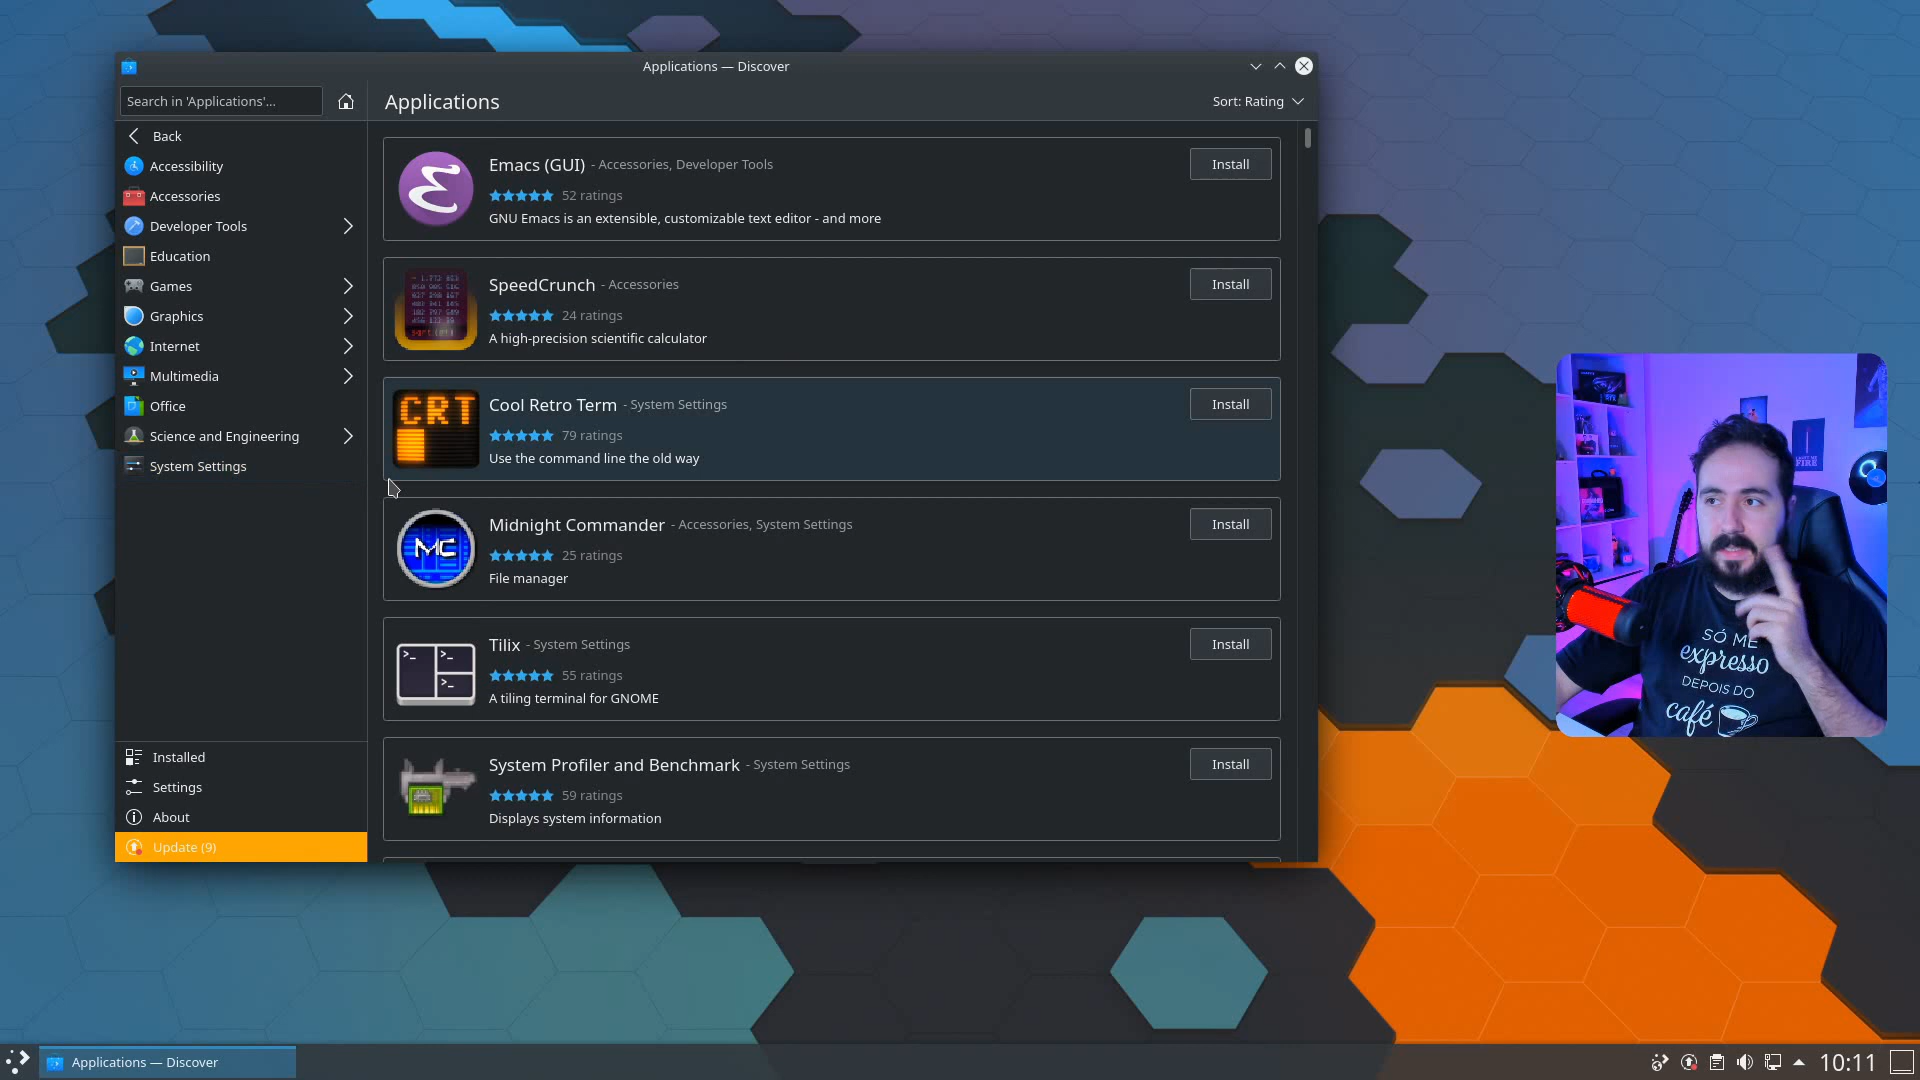 Applications — Discover
Search in 'Applications'...
Applications
Sort: Rating
Back
Accessibility
Accessories
Developer Tools
Education
Games
Graphics
Internet
Multimedia
Office
Science and Engineering
System Settings
Installed
Settings
About
Update (9)
Emacs (GUI) - Accessories, Developer Tools
Install
52 ratings
GNU Emacs is an extensible, customizable text editor - and more
SpeedCrunch - Accessories
Install
24 ratings
A high-precision scientific calculator
CRT
Cool Retro Term - System Settings
Install
79 ratings
Use the command line the old way
MC
Midnight Commander - Accessories, System Settings
Install
25 ratings
File manager
>_ >_
>_
Tilix - System Settings
Install
55 ratings
A tiling terminal for GNOME
System Profiler and Benchmark - System Settings
Install
59 ratings
Displays system information
SÓ ME
expresso
DEPOIS DO
café
Applications — Discover
10:11